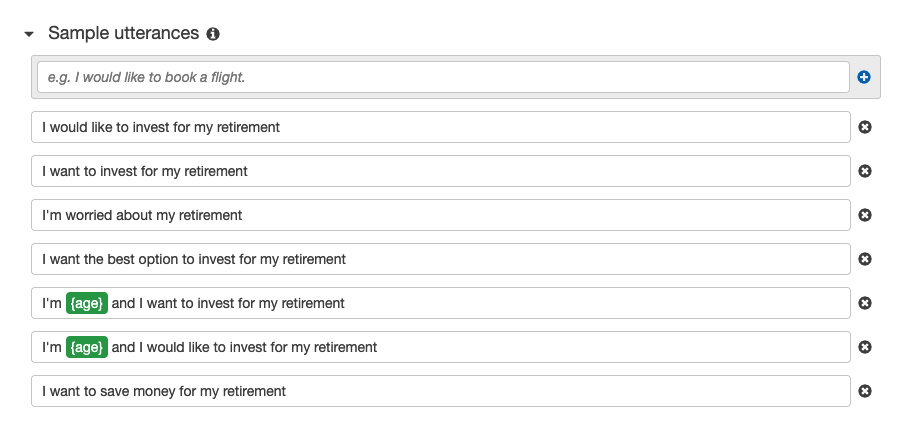 Sample utterances
e.g. I would like to book a flight.
I would like to invest for my retirement
I want to invest for my retirement
I'm worried about my retirement
I want the best option to invest for my retirement
I'm {age} and I want to invest for my retirement
I'm {age} and I would like to invest for my retirement
I want to save money for my retirement